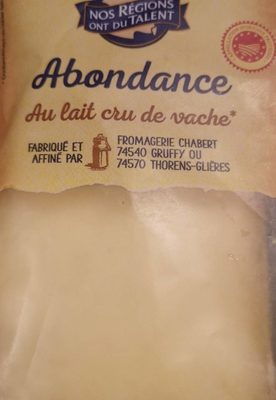 NOS RÉGIONS
ONT DU TALENT
Abondance
Au lait cru de vache*
FABRIQUÉ ET
AFFINÉ PAR
FROMAGERIE CHABERT
74540 GRUFFY OU
74570 THORENS-GLIÈRES